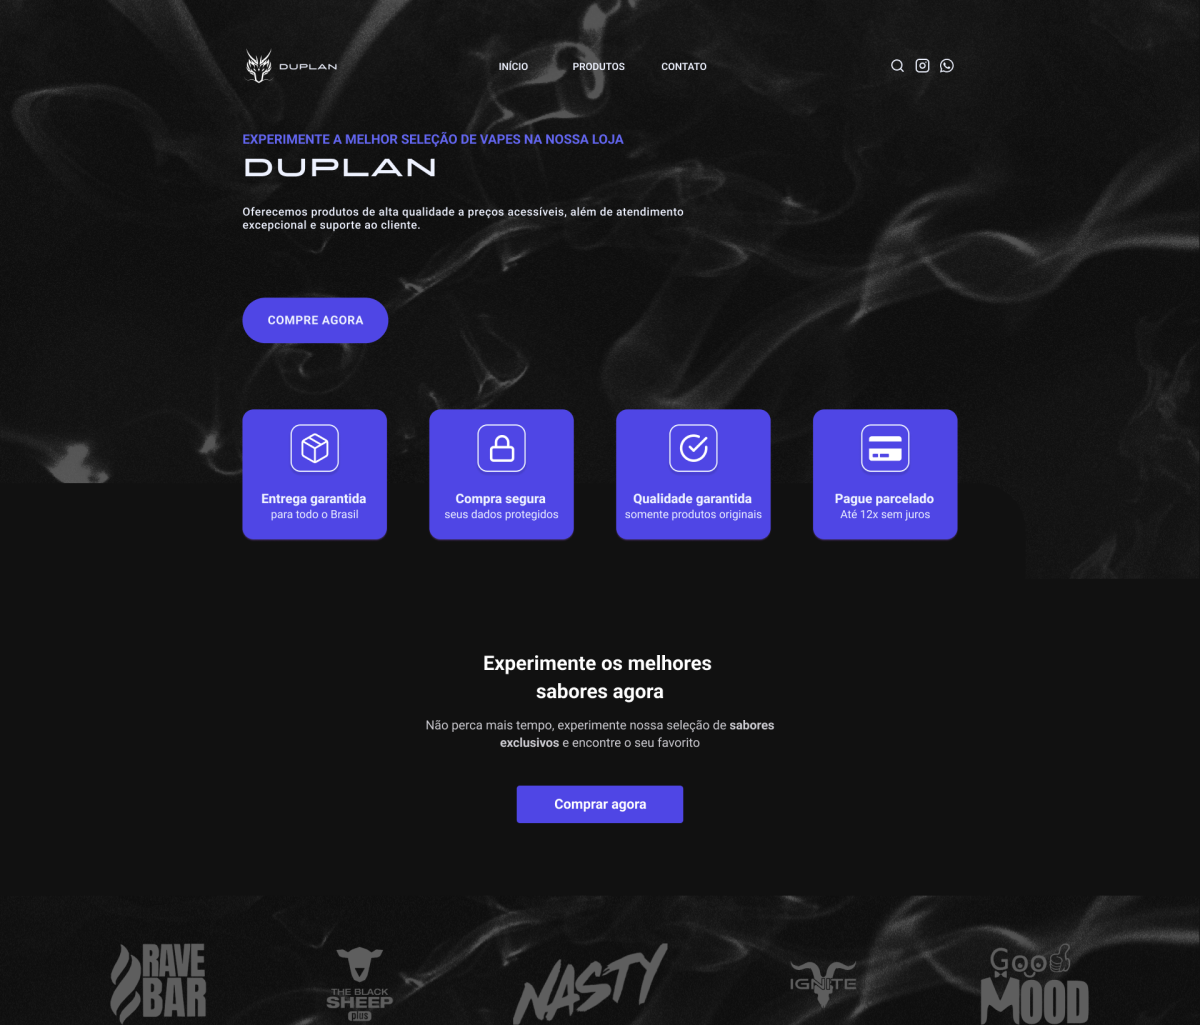 DUPLAN
INÍCIO
PRODUTOS
CONTATO
EXPERIMENTE A MELHOR SELEÇÃO DE VAPES NA NOSSA LOJA
DUPLAN
Oferecemos produtos de alta qualidade a preços acessíveis, além de atendimento
excepcional e suporte ao cliente.
COMPRE AGORA
Entrega garantida
para todo o Brasil
Compra segura
seus dados protegidos
Qualidade garantida
somente produtos originais
Pague parcelado
Até 12x sem juros
Experimente os melhores
sabores agora
Não perca mais tempo, experimente nossa seleção de sabores
exclusivos e encontre o seu favorito
Comprar agora
RAVE
BAR
THE BLACK
SHEEP
plus
NASTY
IGNITE
GOOD
MOOD